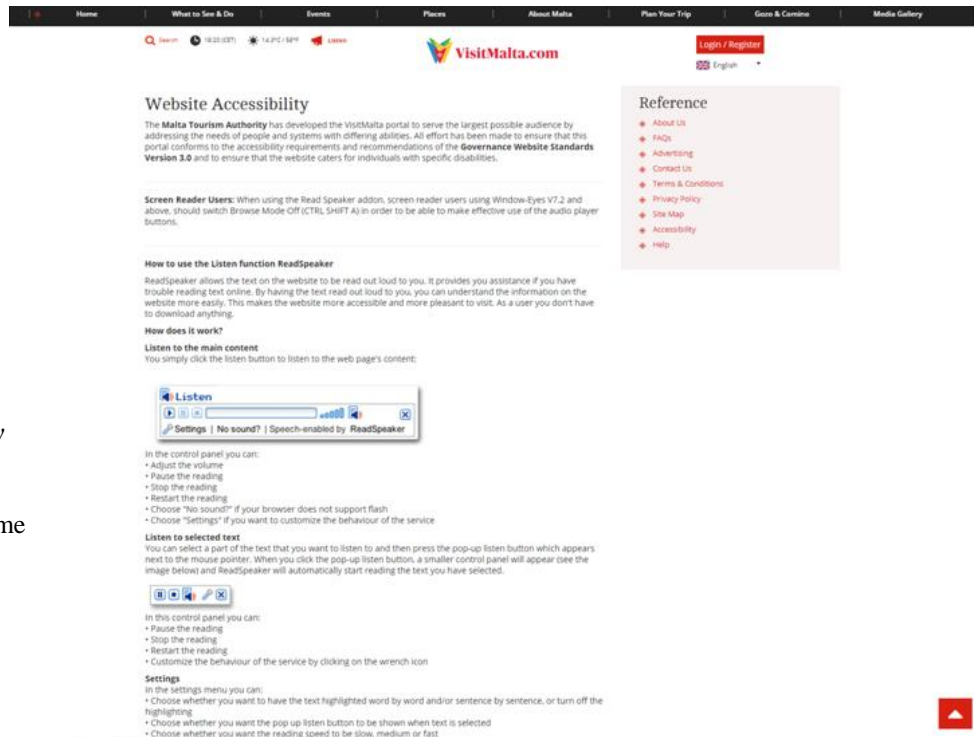 Home
What to See & Do
Events
Places
About Malta
Plan Your Trip
Gozo & Comino
Media Gallery
Search
Listen
VisitMalta.com
Login / Register
English
Website Accessibility
The Malta Tourism Authority has developed the VisitMalta portal to serve the largest possible audience by
addressing the needs of people and systems with differing abilities. All effort has been made to ensure that this
portal conforms to the accessibility requirements and recommendations of the Governance Website Standards
Version 3.0 and to ensure that the website caters for individuals with specific disabilities.
Screen Reader Users: When using the Read Speaker addon, screen reader users using Window-Eyes V7.2 and
above, should switch Browse Mode Off (CTRL SHIFT A) in order to be able to make effective use of the audio player
buttons.
How to use the Listen function ReadSpeaker
ReadSpeaker allows the text on the website to be read out loud to you. It provides you assistance if you have
trouble reading text online. By having the text read out loud to you, you can understand the information on the
website more easily. This makes the website more accessible and more pleasant to visit. As a user you don't have
to download anything.
How does it work?
Listen to the main content
You simply click the listen button to listen to the web page's content:
Listen
Settings | No sound? | Speech-enabled by ReadSpeaker
In the control panel you can:
• Adjust the volume
• Pause the reading
• Stop the reading
• Restart the reading
• Choose "No sound?" if your browser does not support flash
• Choose "Settings" if you want to customize the behaviour of the service
Listen to selected text
You can select a part of the text that you want to listen to and then press the pop-up listen button which appears
next to the mouse pointer. When you click the pop-up listen button, a smaller control panel will appear (see the
image below) and ReadSpeaker will automatically start reading the text you have selected.
In this control panel you can:
• Pause the reading
• Stop the reading
• Restart the reading
• Customize the behaviour of the service by clicking on the wrench icon
Settings
In the settings menu you can:
• Choose whether you want to have the text highlighted word by word and/or sentence by sentence, or turn off the
highlighting
• Choose whether you want the pop up listen button to be shown when text is selected
• Choose whether you want the reading speed to be slow, medium or fast
Reference
About Us
FAQs
Advertising
Contact Us
Terms & Conditions
Privacy Policy
Site Map
Accessibility
Help